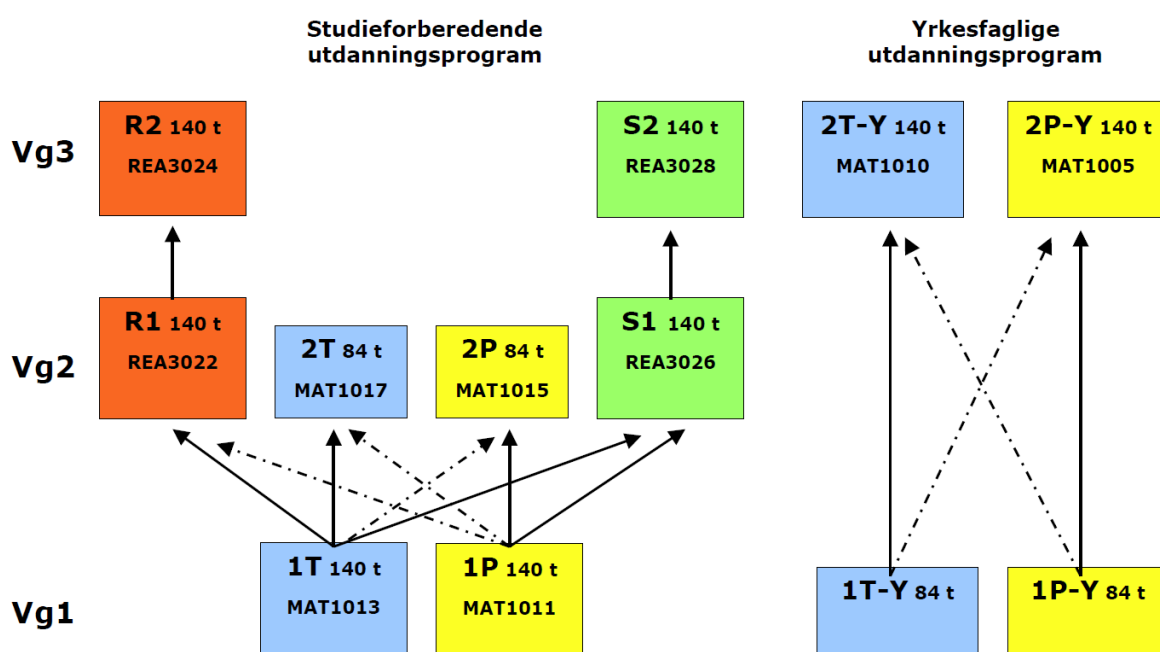 Studieforberedende
utdanningsprogram
Yrkesfaglige
utdanningsprogram
Vg3
R2 140 t
REA3024
S2 140 t
REA3028
2T-Y 140 t
MAT1010
2P-Y 140 t
MAT1005
Vg2
R1 140 t
REA3022
2T 84 t
MAT1017
2P 84 t
MAT1015
S1 140 t
REA3026
Vg1
1T 140 t
MAT1013
1P 140 t
MAT1011
1T-Y 84 t
1P-Y 84 t